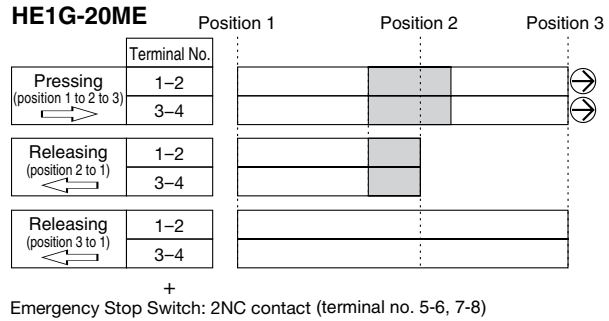 HE1G-20ME
Position 1 Position 2 Position 3
Terminal No.
Pressing
(position 1 to 2 to 3)
1–2
3–4
Releasing
(position 2 to 1)
1–2
3–4
Releasing
(position 3 to 1)
1–2
3–4
+
Emergency Stop Switch: 2NC contact (terminal no. 5-6, 7-8)